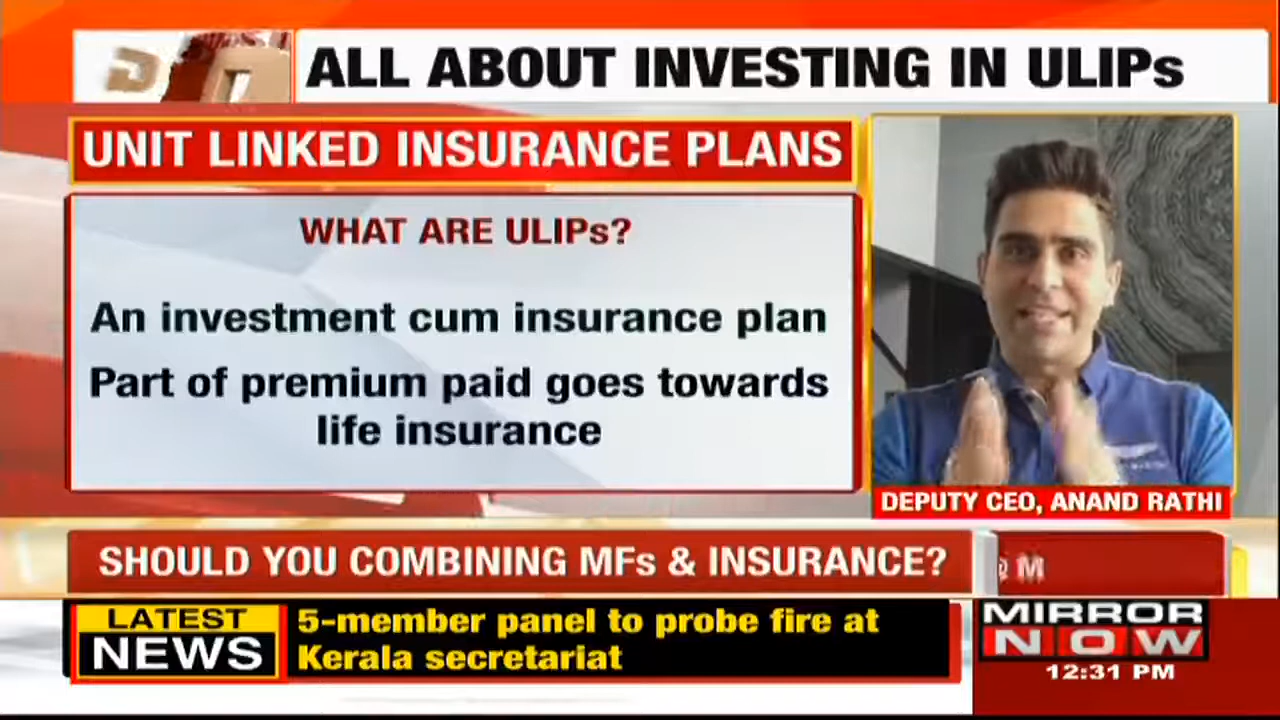 ALL ABOUT INVESTING IN ULIPs
UNIT LINKED INSURANCE PLANS
WHAT ARE ULIPs?
An investment cum insurance plan
Part of premium paid goes towards
life insurance
DEPUTY CEO, ANAND RATHI
SHOULD YOU COMBINING MFs & INSURANCE?
@ M
LATEST
NEWS
5-member panel to probe fire at
Kerala secretariat
MIRROR
NOW
12:31 PM